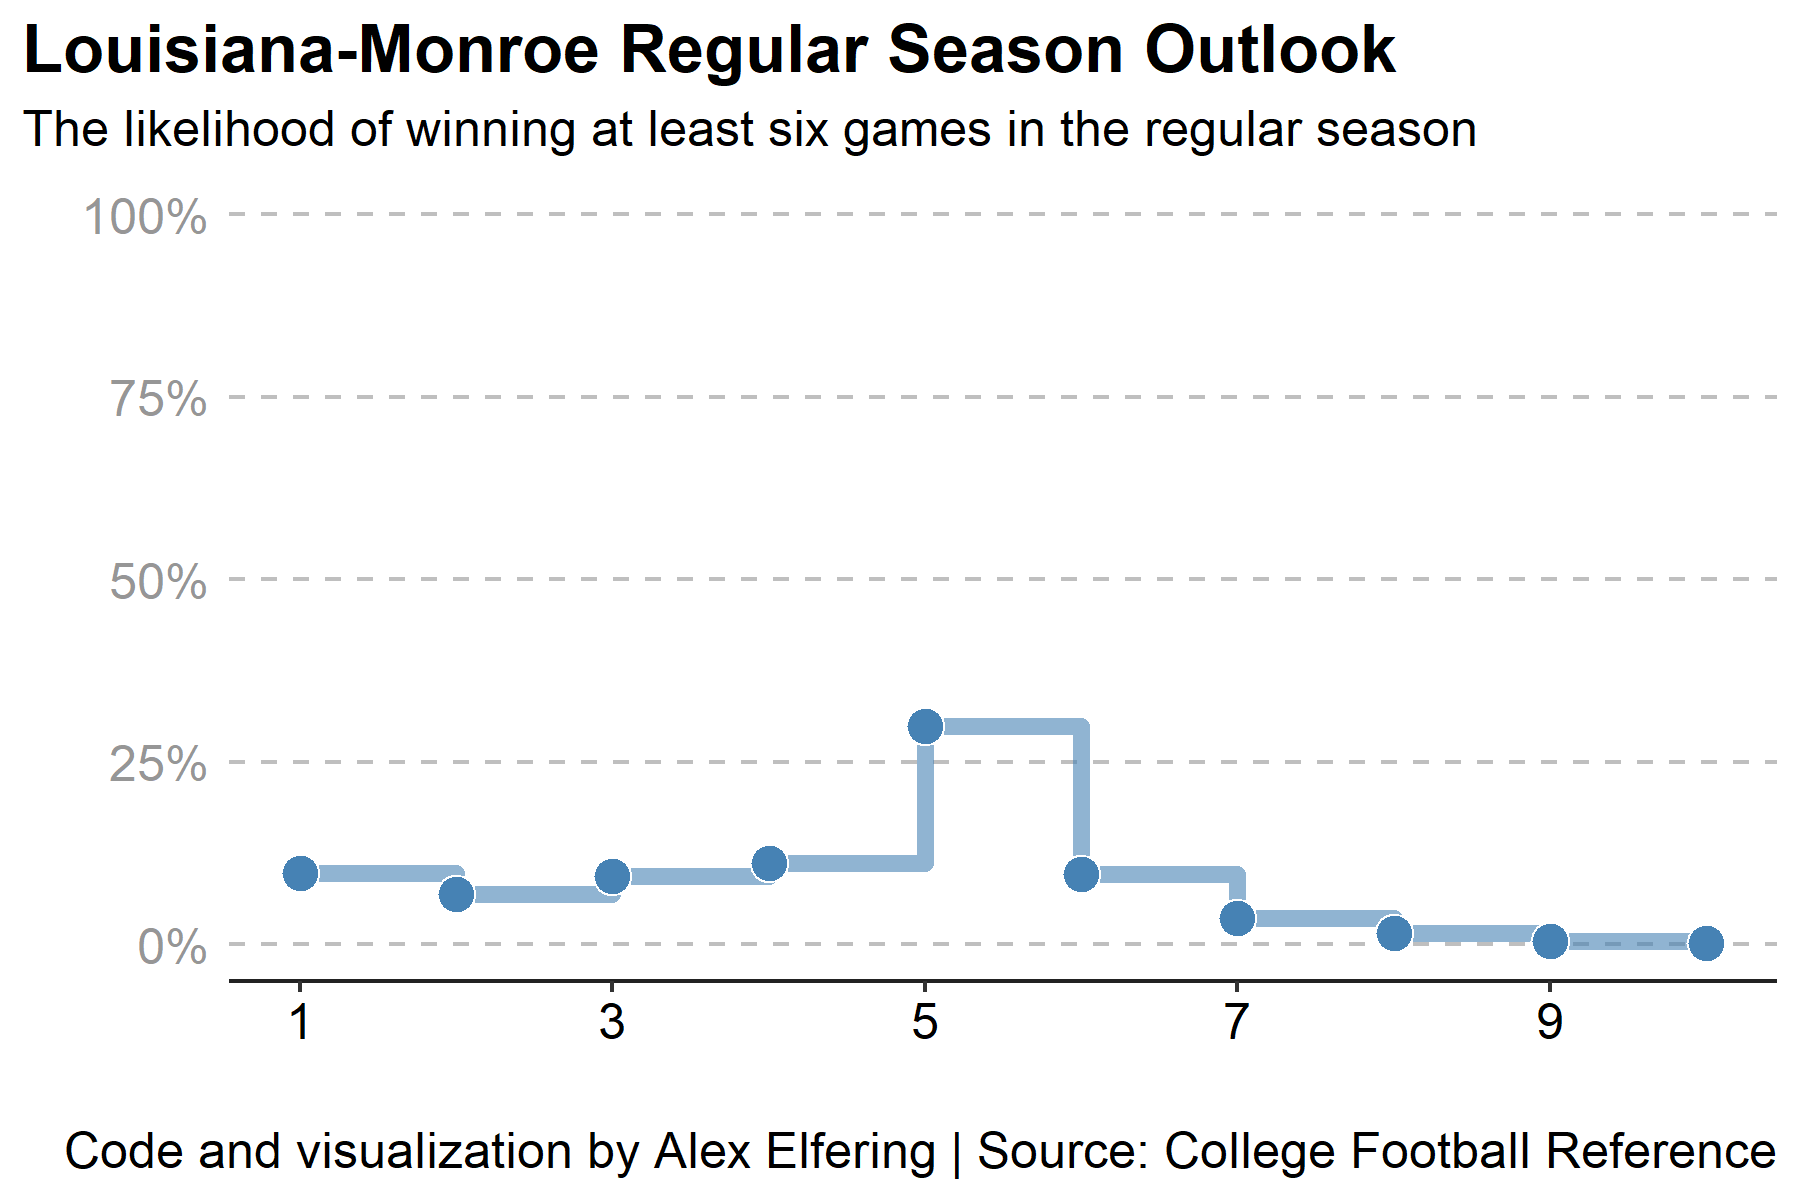 Louisiana-Monroe Regular Season Outlook
The likelihood of winning at least six games in the regular season
100%
75%
50%
25%
0%
1 3 5 7 9
Code and visualization by Alex Elfering | Source: College Football Reference